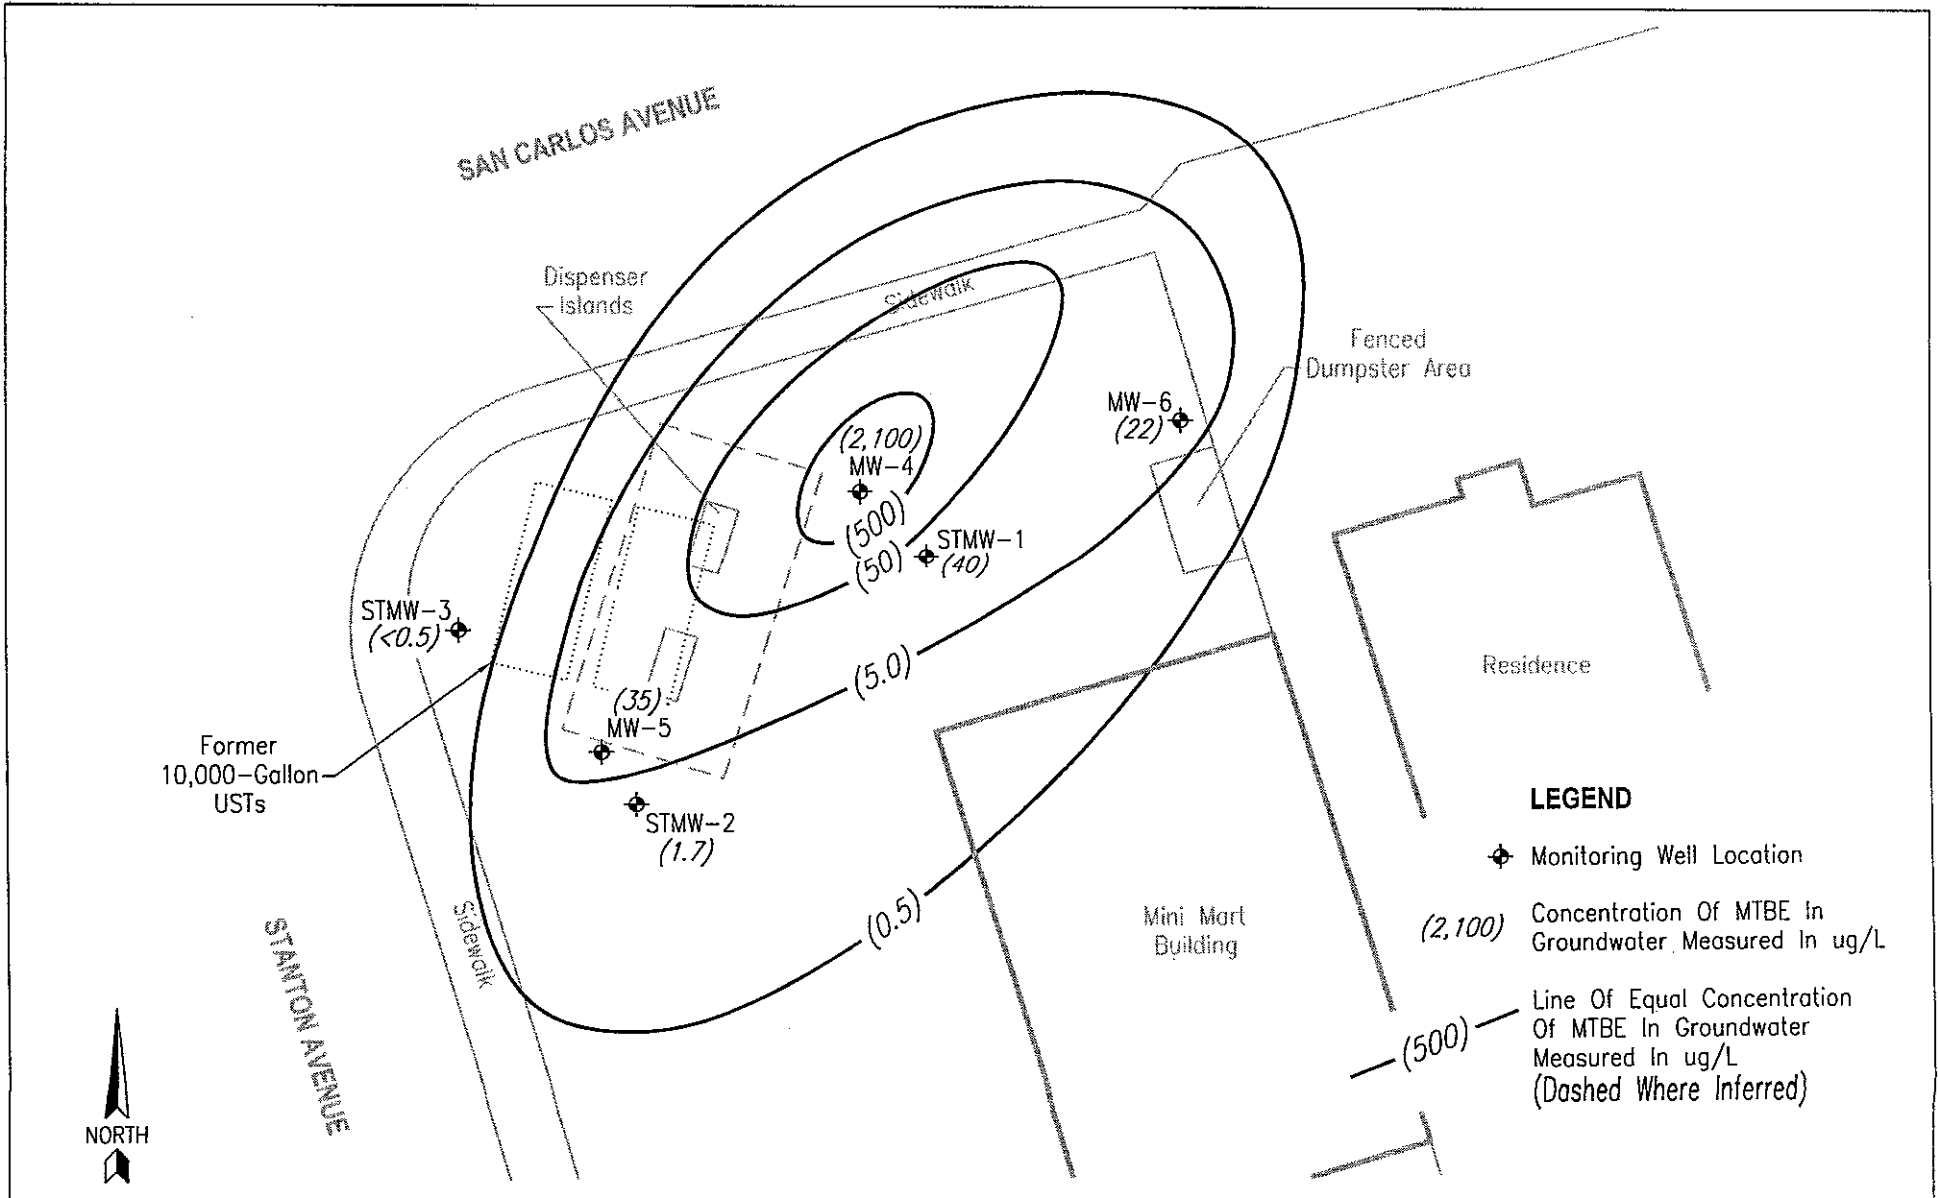 SAN CARLOS AVENUE
Dispenser
Islands
Sidewalk
Fenced
Dumpster Area
MW-6
(22)
(2,100)
MW-4
(500)
(50)
STMW-1
(40)
STMW-3
(<0.5)
(5.0)
Residence
(35)
MW-5
Former
10,000-Gallon
USTs
STMW-2
(1.7)
(0.5)
Mini Mart
Building
Sidewalk
STANTON AVENUE
NORTH
LEGEND
Monitoring Well Location
(2,100) Concentration Of MTBE In
Groundwater Measured In ug/L
(500) Line Of Equal Concentration
Of MTBE In Groundwater
Measured In ug/L
(Dashed Where Inferred)